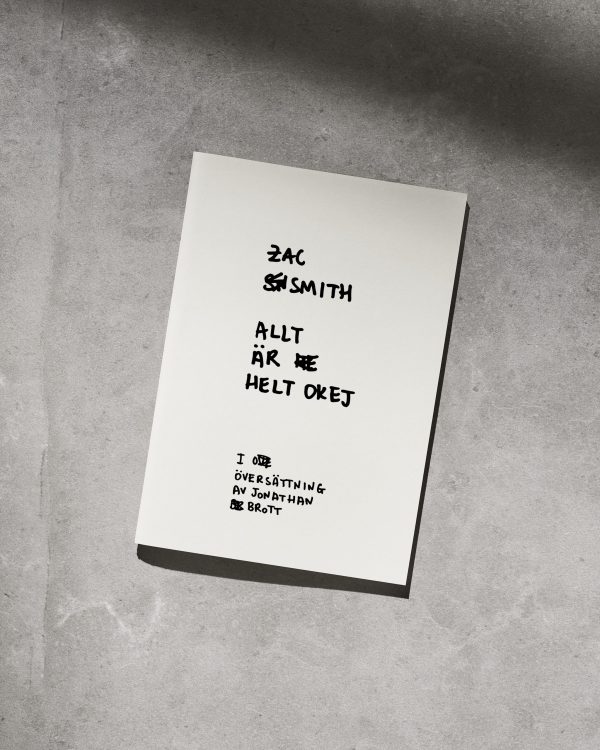 ZAC
SMITH
ALLT
ÄR
HELT OKEJ
I
ÖVERSÄTTNING
AV JONATHAN
BROTT